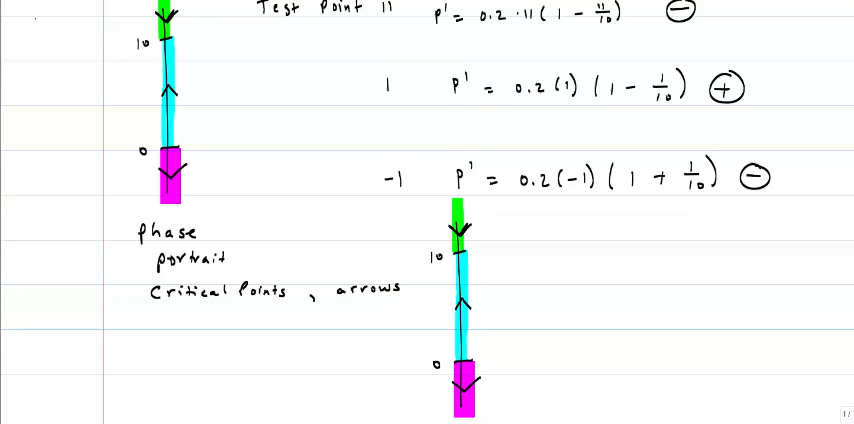 Test Point 11 P' = 0.2 · 11 ( 1 - 11/10 ) ⊖
10
1 P' = 0.2 (1) ( 1 - 1/10 ) ⊕
0
-1 P' = 0.2 (-1) ( 1 + 1/10 ) ⊖
Phase
portrait
Critical Points , arrows
10
0